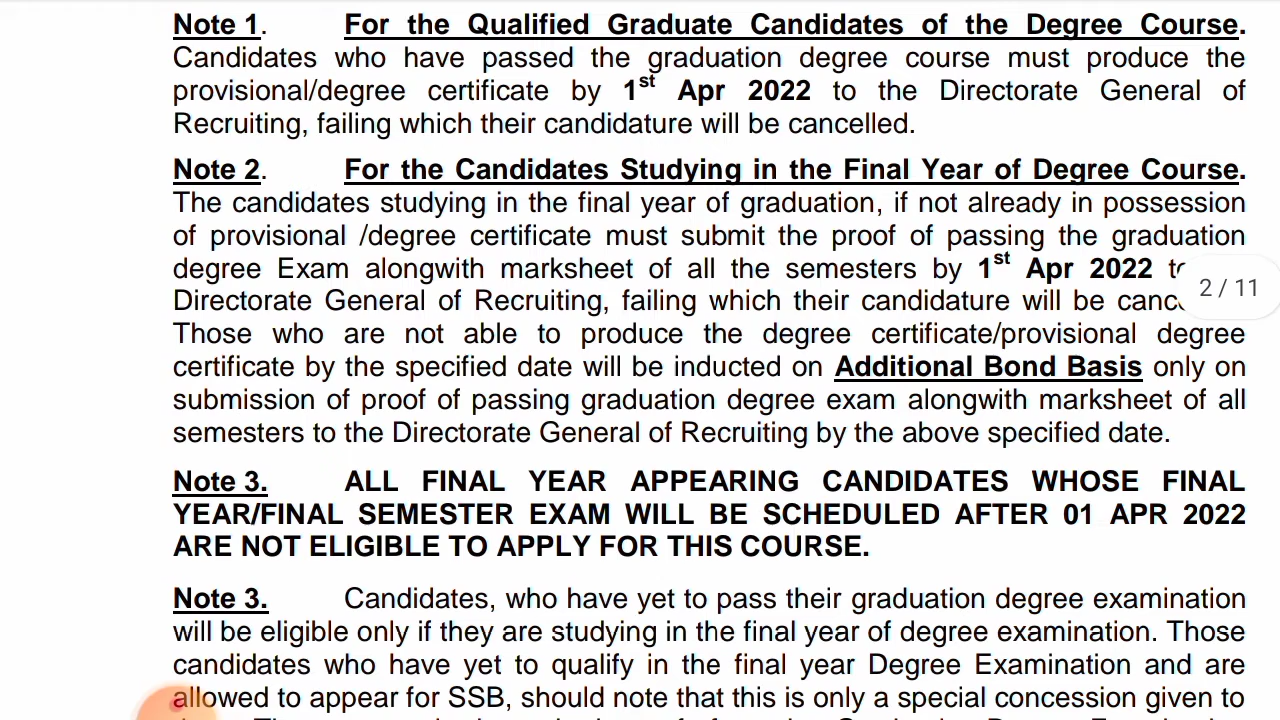 Note 1. For the Qualified Graduate Candidates of the Degree Course.
Candidates who have passed the graduation degree course must produce the
provisional/degree certificate by 1st Apr 2022 to the Directorate General of
Recruiting, failing which their candidature will be cancelled.
Note 2. For the Candidates Studying in the Final Year of Degree Course.
The candidates studying in the final year of graduation, if not already in possession
of provisional /degree certificate must submit the proof of passing the graduation
degree Exam alongwith marksheet of all the semesters by 1st Apr 2022
2 / 11
Directorate General of Recruiting, failing which their candidature will be
Those who are not able to produce the degree certificate/provisional degree
certificate by the specified date will be inducted on Additional Bond Basis only on
submission of proof of passing graduation degree exam alongwith marksheet of all
semesters to the Directorate General of Recruiting by the above specified date.
Note 3. ALL FINAL YEAR APPEARING CANDIDATES WHOSE FINAL
YEAR/FINAL SEMESTER EXAM WILL BE SCHEDULED AFTER 01 APR 2022
ARE NOT ELIGIBLE TO APPLY FOR THIS COURSE.
Note 3. Candidates, who have yet to pass their graduation degree examination
will be eligible only if they are studying in the final year of degree examination. Those
candidates who have yet to qualify in the final year Degree Examination and are
allowed to appear for SSB, should note that this is only a special concession given to